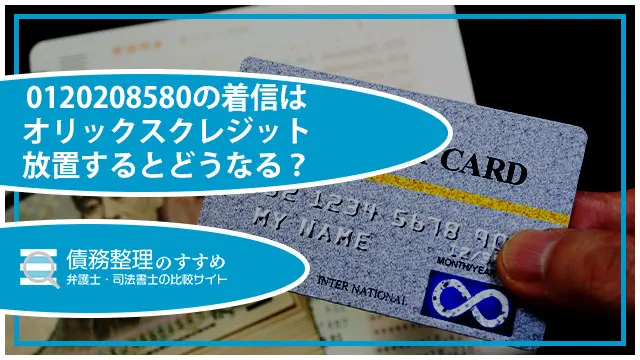 0120208580の着信は
オリックスクレジット
放置するとどうなる？
債務整理のすすめ
弁護士・司法書士の比較サイト
CARD
1234 5678 90
MY NAME
MONTH/YEAR
INTER NATIONAL